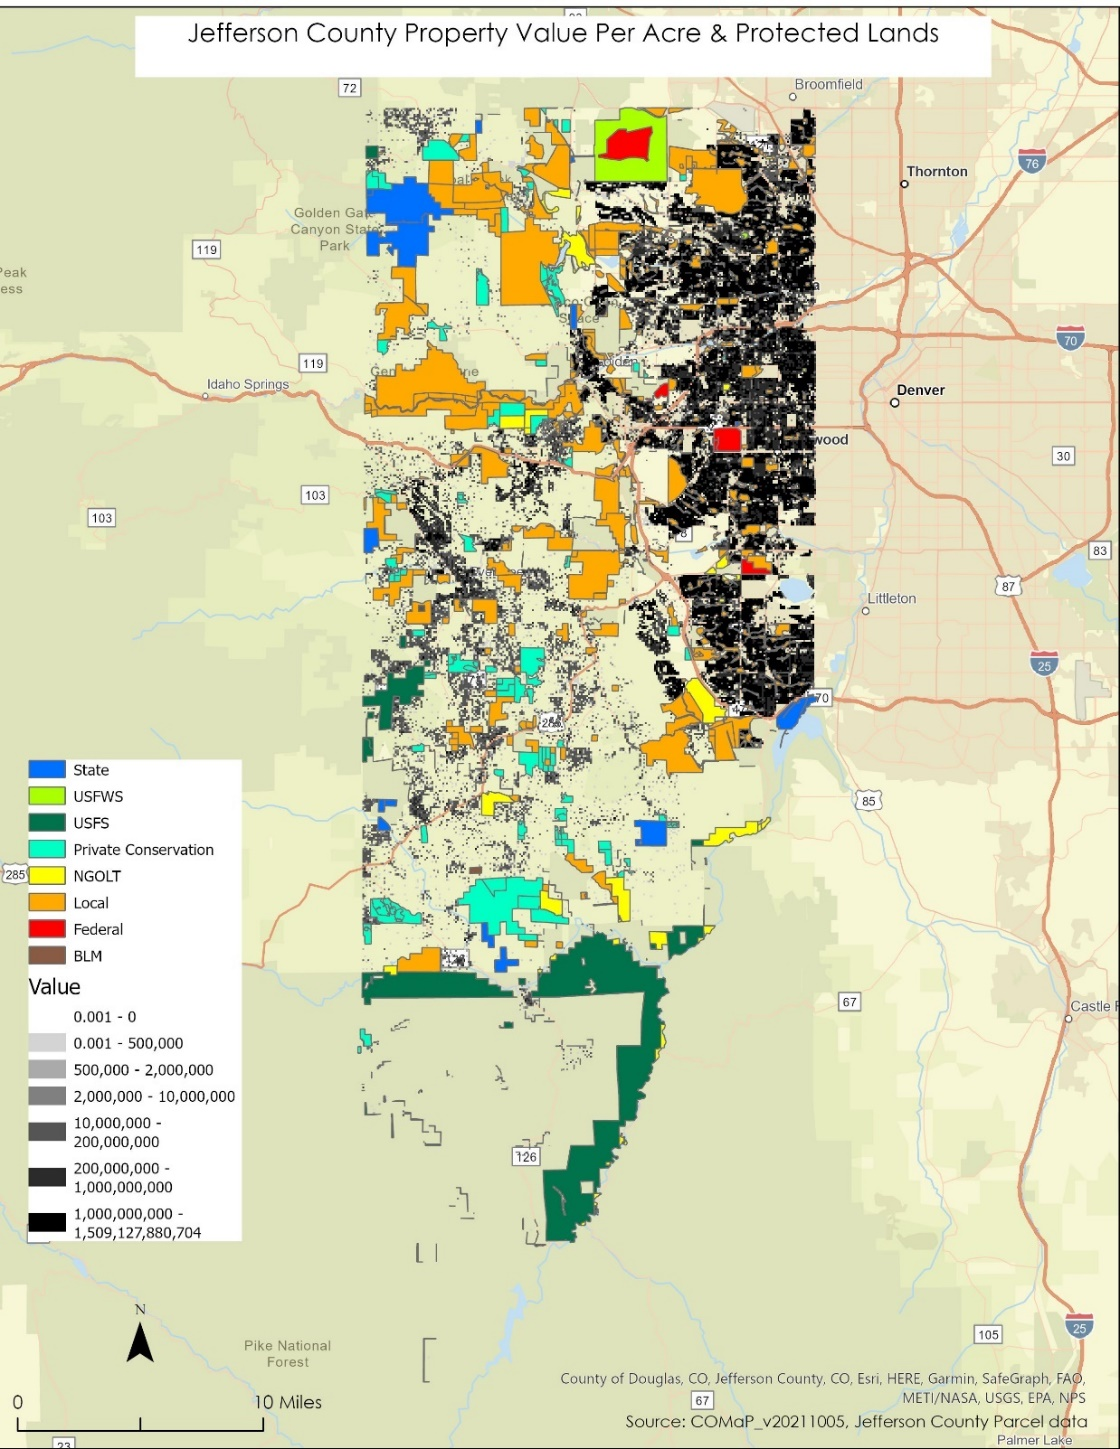 Jefferson County Property Value Per Acre & Protected Lands
72
Broomfield
76
Thornton
Golden Gate
Canyon State
Park
119
70
119
Idaho Springs
Denver
wood
30
103
103
8
83
87
Littleton
25
70
85
285
67
Castle
126
State
USFWS
USFS
Private Conservation
NGOLT
Local
Federal
BLM
Value
0.001 - 0
0.001 - 500,000
500,000 - 2,000,000
2,000,000 - 10,000,000
10,000,000 -
200,000,000
200,000,000 -
1,000,000,000
1,000,000,000 -
1,509,127,880,704
N
0
10 Miles
Pike National
Forest
105
25
67
23
County of Douglas, CO, Jefferson County, CO, Esri, HERE, Garmin, SafeGraph, FAO,
METI/NASA, USGS, EPA, NPS
Source: COMaP_v20211005, Jefferson County Parcel data
Palmer Lake